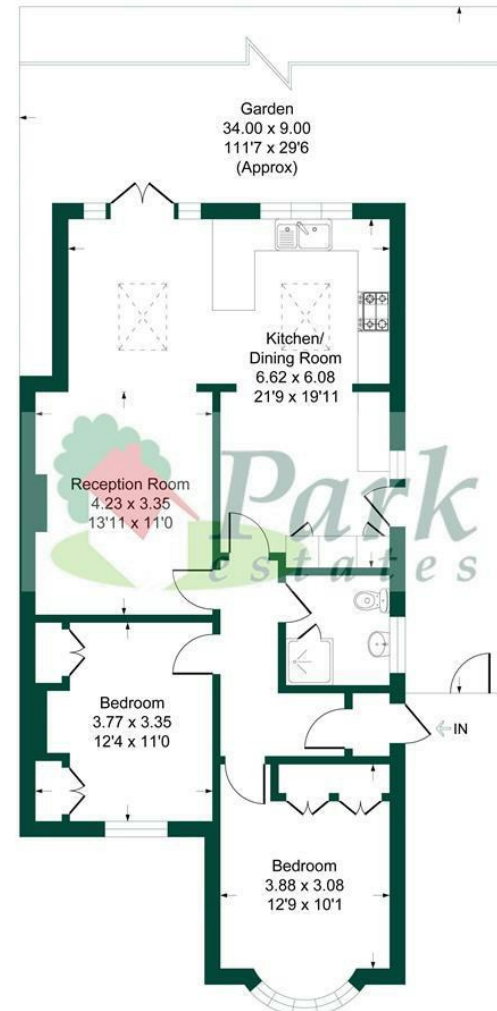 Garden
34.00 x 9.00
111'7 x 29'6
(Approx)
Kitchen/
Dining Room
6.62 x 6.08
21'9 x 19'11
Reception Room
4.23 x 3.35
13'11 x 11'0
Park
estates
Bedroom
3.77 x 3.35
12'4 x 11'0
IN
Bedroom
3.88 x 3.08
12'9 x 10'1